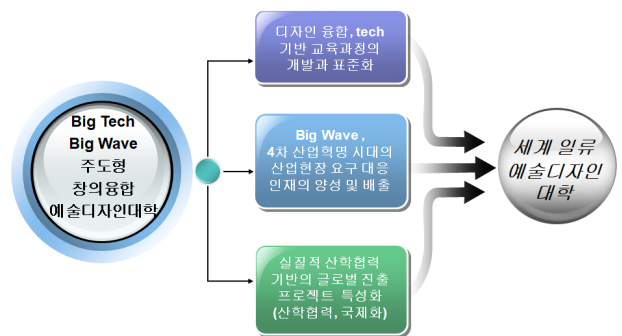 Big Tech
Big Wave
주도형
창의융합
예술디자인대학
디자인 융합, tech
기반 교육과정의
개발과 표준화
Big Wave ,
4차 산업혁명 시대의
산업현장 요구 대응
인재의 양성 및 배출
실질적 산학협력
기반의 글로벌 진출
프로젝트 특성화
(산학협력, 국제화)
세계 일류
예술디자인
대학